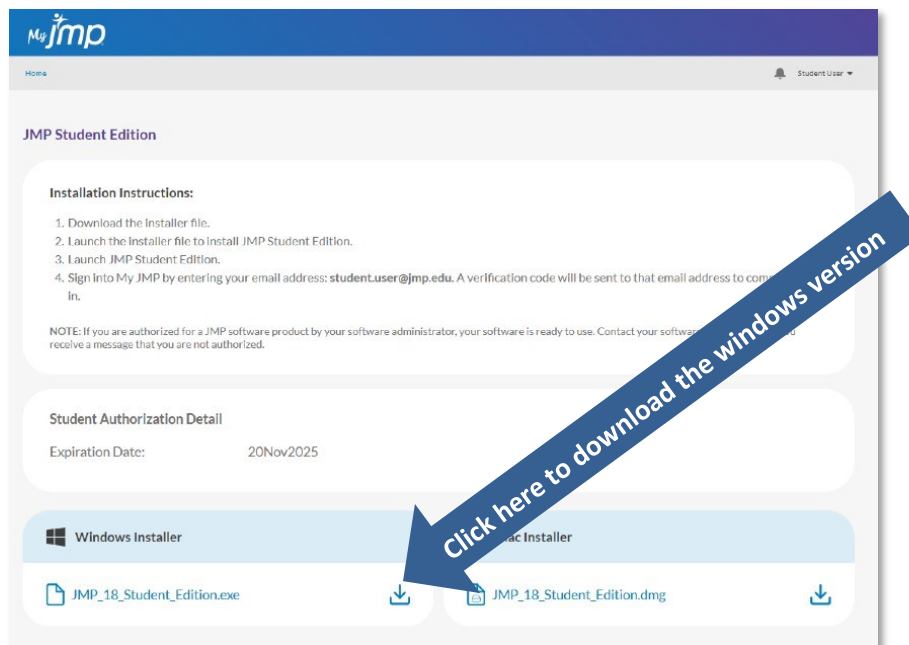 My jmp
Home
Student User
JMP Student Edition
Installation Instructions:
1. Download the installer file.
2. Launch the installer file to install JMP Student Edition.
3. Launch JMP Student Edition.
4. Sign into My JMP by entering your email address: student.user@jmp.edu. A verification code will be sent to that email address to
in.
NOTE: If you are authorized for a JMP software product by your software administrator, your software is ready to use. Contact your
receive a message that you are not authorized.
Student Authorization Detail
Expiration Date: 20Nov2025
Click here to download the windows version
Windows Installer
Installer
JMP_18_Student_Edition.exe
JMP_18_Student_Edition.dmg